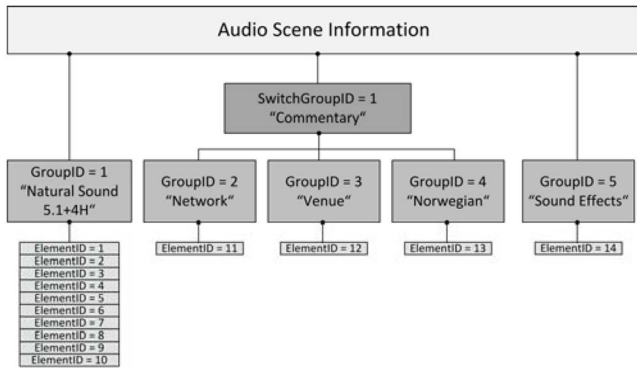 Audio Scene Information
SwitchGroupID = 1
“Commentary“
GroupID = 1
“Natural Sound
5.1+4H“
GroupID = 2
“Network“
GroupID = 3
“Venue“
GroupID = 4
“Norwegian“
GroupID = 5
“Sound Effects“
ElementID = 1
ElementID = 2
ElementID = 3
ElementID = 4
ElementID = 5
ElementID = 6
ElementID = 7
ElementID = 8
ElementID = 9
ElementID = 10
ElementID = 11
ElementID = 12
ElementID = 13
ElementID = 14